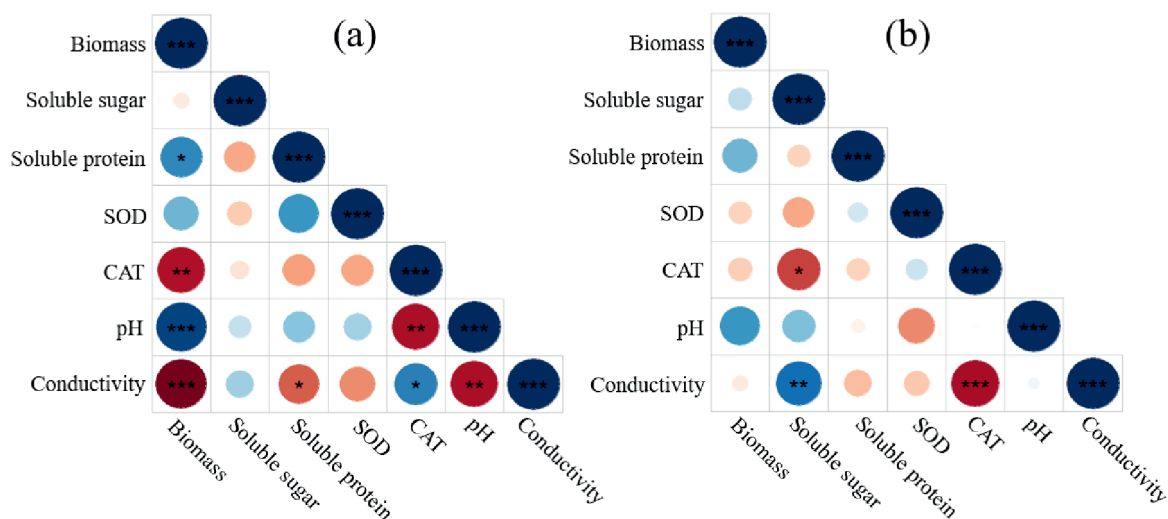 (a)
Biomass ***
Soluble sugar ***
Soluble protein * ***
SOD ***
CAT ** ***
pH *** ** ***
Conductivity *** * * ** ***
Biomass
Soluble sugar
Soluble protein
SOD
CAT
pH
Conductivity
(b)
Biomass ***
Soluble sugar ***
Soluble protein ***
SOD ***
CAT * ***
pH ***
Conductivity ** *** ***
Biomass
Soluble sugar
Soluble protein
SOD
CAT
pH
Conductivity